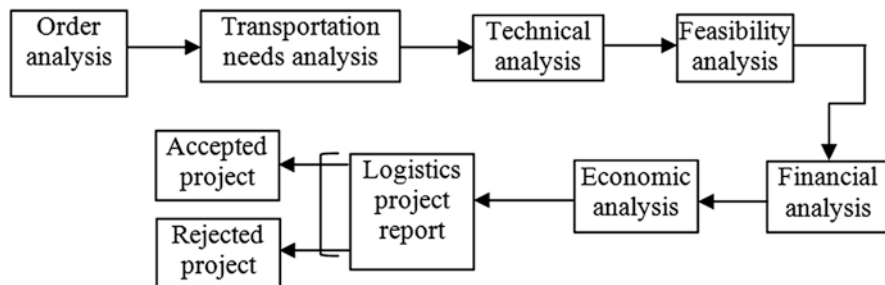 Order
analysis
Transportation
needs analysis
Technical
analysis
Feasibility
analysis
Financial
analysis
Economic
analysis
Logistics
project
report
Accepted
project
Rejected
project